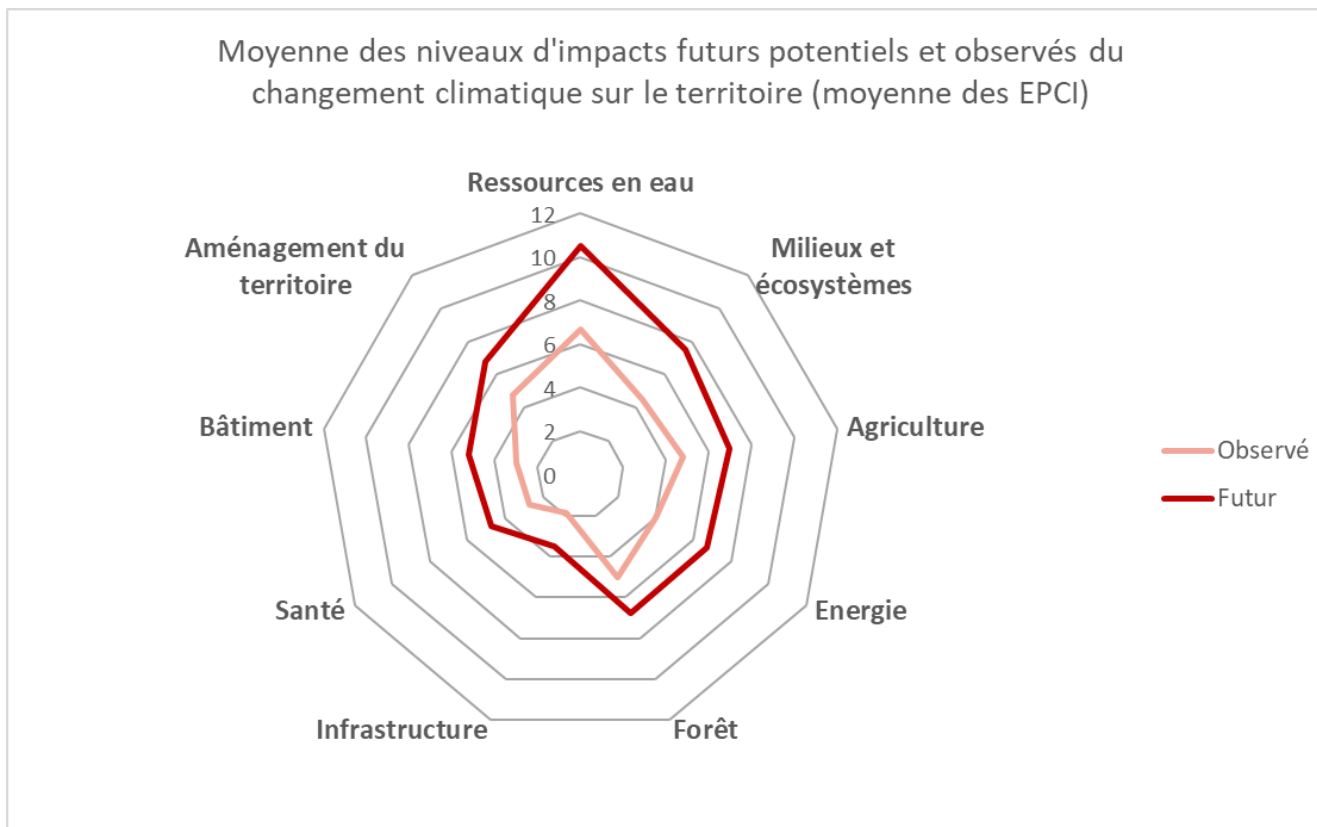 Moyenne des niveaux d'impacts futurs potentiels et observés du
changement climatique sur le territoire (moyenne des EPCI)
Ressources en eau
12
10
8
6
4
2
0
Milieux et
écosystèmes
Agriculture
Energie
Forêt
Infrastructure
Santé
Bâtiment
Aménagement du
territoire
Observé
Futur